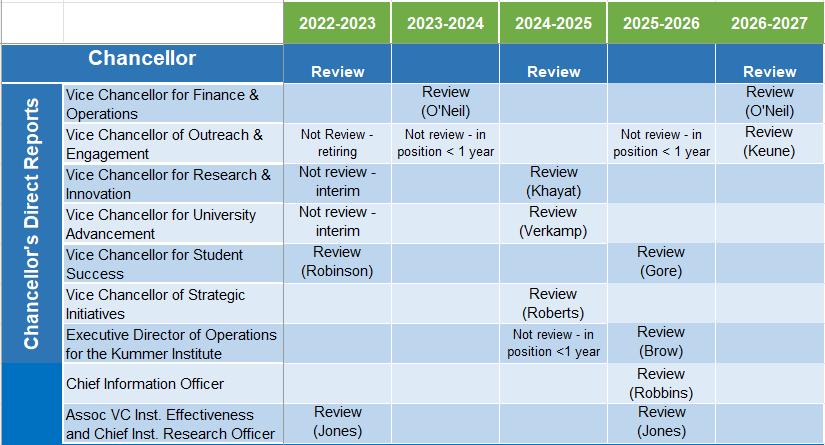 2022-2023 2023-2024 2024-2025 2025-2026 2026-2027
Chancellor
Review Review Review
Chancellor's Direct Reports
Vice Chancellor for Finance & Review Review
Operations (O'Neil) (O'Neil)
Vice Chancellor of Outreach & Not Review - Not review - in Not review - in Review
Engagement retiring position < 1 year position < 1 year (Keune)
Vice Chancellor for Research & Not review - Review
Innovation interim (Khayat)
Vice Chancellor for University Not review - Review
Advancement interim (Verkamp)
Vice Chancellor for Student Review Review
Success (Robinson) (Gore)
Vice Chancellor of Strategic Review
Initiatives (Roberts)
Executive Director of Operations Not review - in Review
for the Kummer Institute position <1 year (Brow)
Chief Information Officer Review
(Robbins)
Assoc VC Inst. Effectiveness Review Review
and Chief Inst. Research Officer (Jones) (Jones)